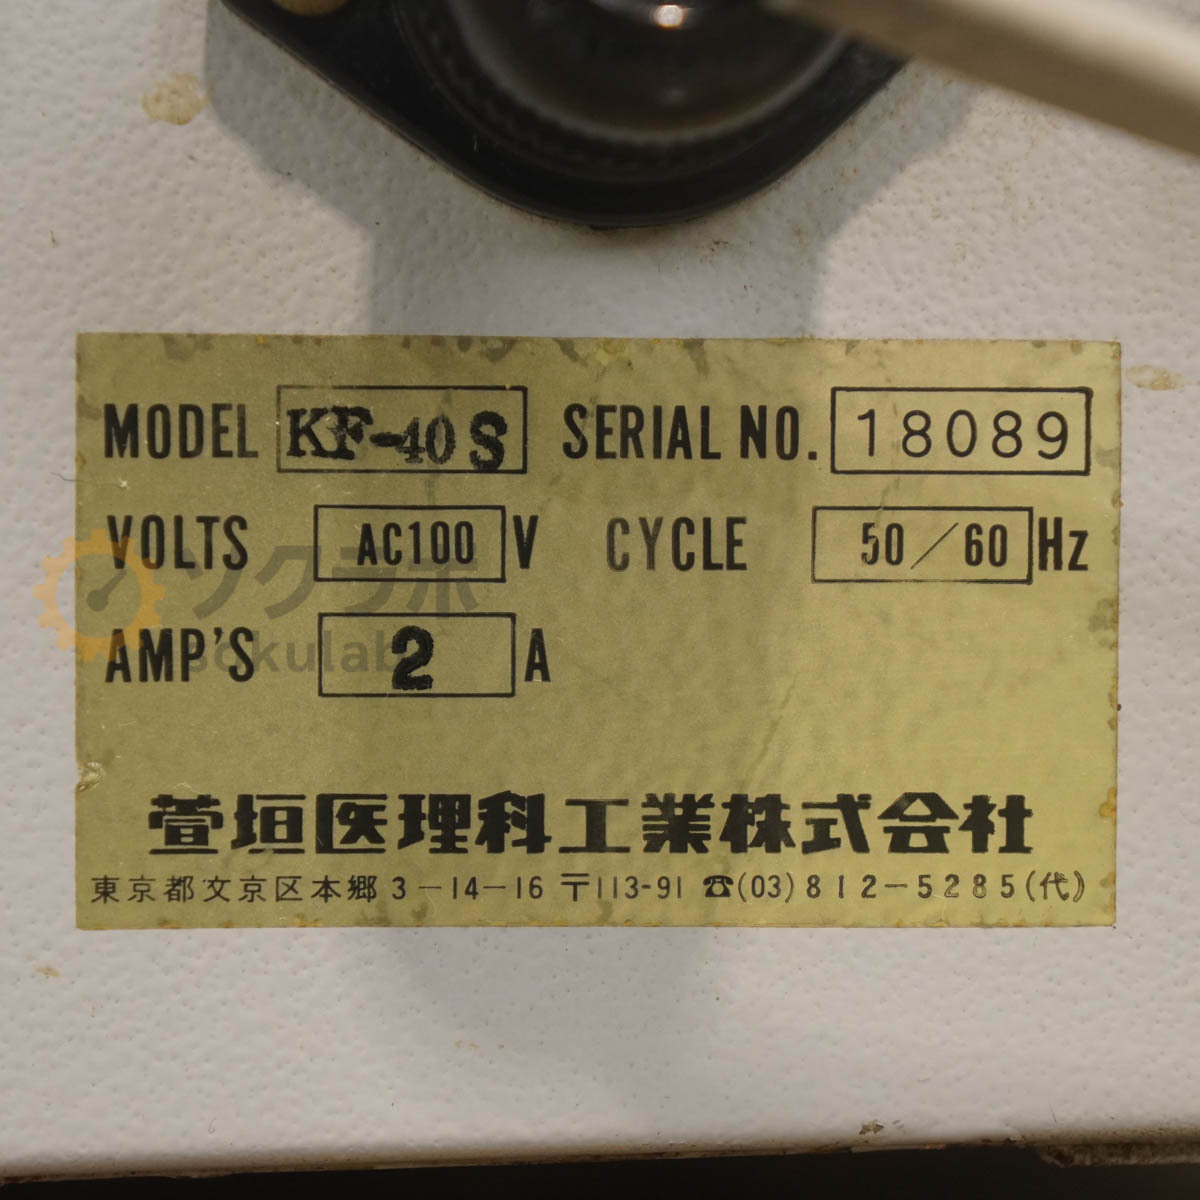 MODEL KF-40S SERIAL NO. 18089
VOLTS AC100 V CYCLE 50/60 Hz
ソクラボ
AMP'S 2 A
sokulabo
萱垣医理科工業株式会社
東京都文京区本郷3-14-16 〒113-91 ☎(03)812-5285(代)